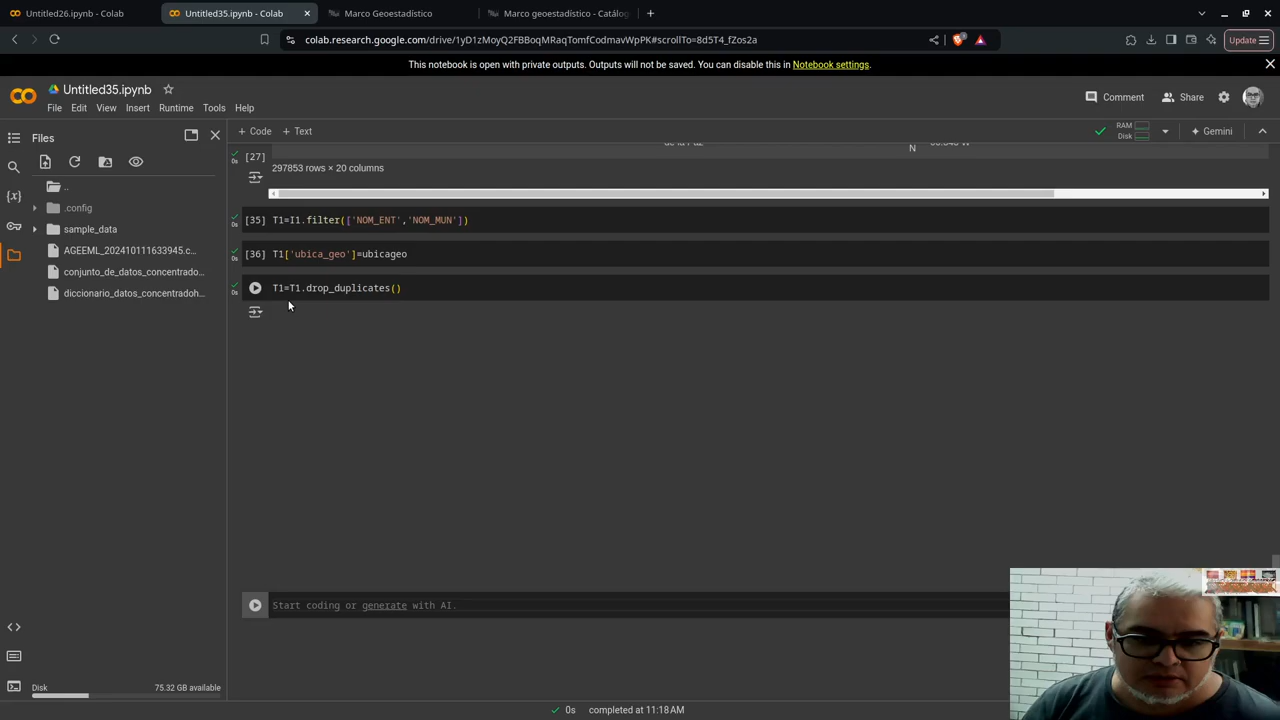 Untitled26.ipynb - Colab
Untitled35.ipynb - Colab
Marco Geoestadístico
Marco geoestadístico - Catálog
colab.research.google.com/drive/1yD1zMoyQ2FBBoqMRaqTomfCodmavWpPK#scrollTo=8d5T4_fZos2a
Update
This notebook is open with private outputs. Outputs will not be saved. You can disable this in Notebook settings.
Untitled35.ipynb
File Edit View Insert Runtime Tools Help
Comment
Share
Files
+ Code + Text
RAM
Disk
Gemini
..
.config
sample_data
AGEEML_202410111633945.c...
conjunto_de_datos_concentrado...
diccionario_datos_concentradoh...
0s
[27]
N
297853 rows × 20 columns
0s
[35] T1=I1.filter(['NOM_ENT','NOM_MUN'])
0s
[36] T1['ubica_geo']=ubicageo
0s
T1=T1.drop_duplicates()
Start coding or generate with AI.
Disk
75.32 GB available
0s completed at 11:18 AM